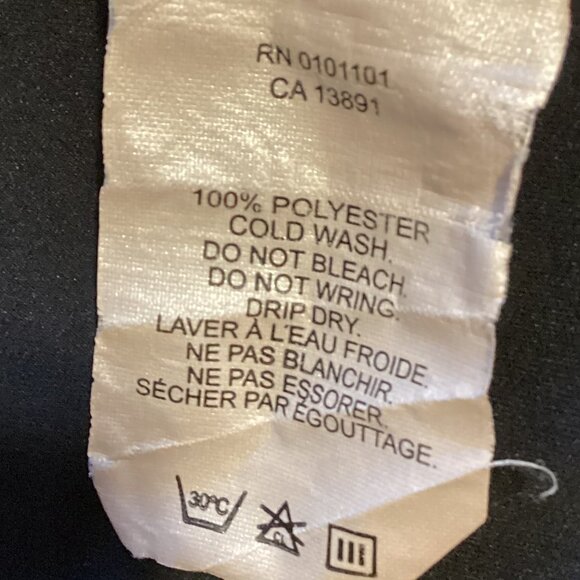 RN 0101101
CA 13891
100% POLYESTER
COLD WASH.
DO NOT BLEACH.
DO NOT WRING.
DRIP DRY.
LAVER À L'EAU FROIDE.
NE PAS BLANCHIR.
NE PAS ESSORER.
SÉCHER PAR ÉGOUTTAGE.
30°C CL